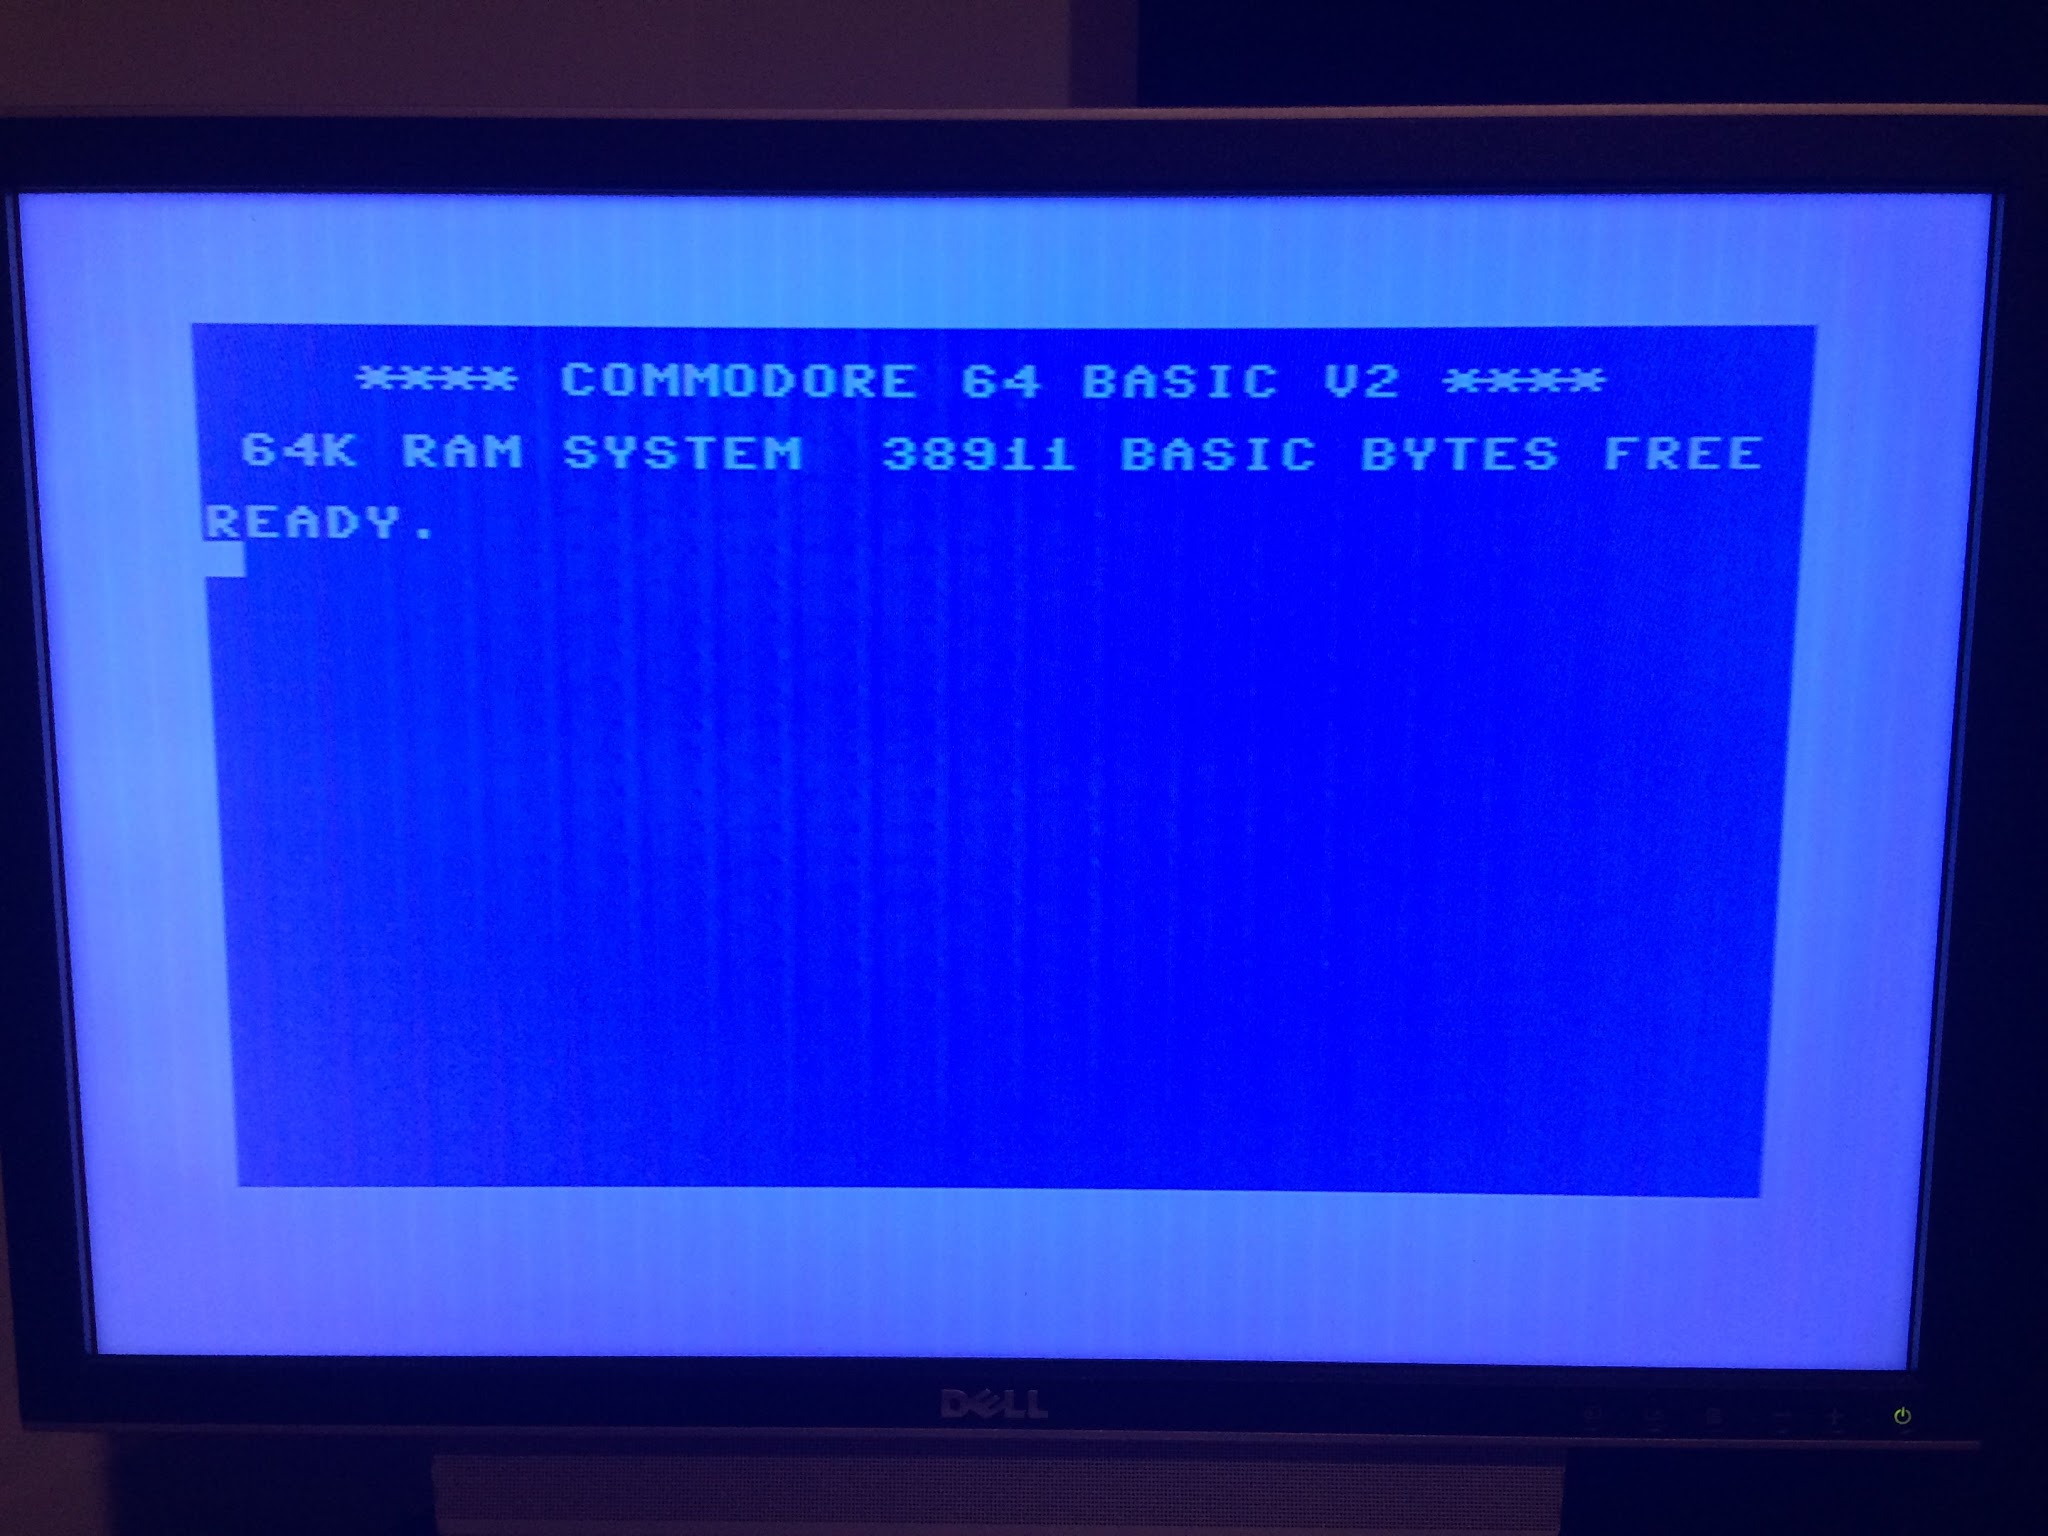 **** COMMODORE 64 BASIC V2 ****
64K RAM SYSTEM  38911 BASIC BYTES FREE
READY.
DELL